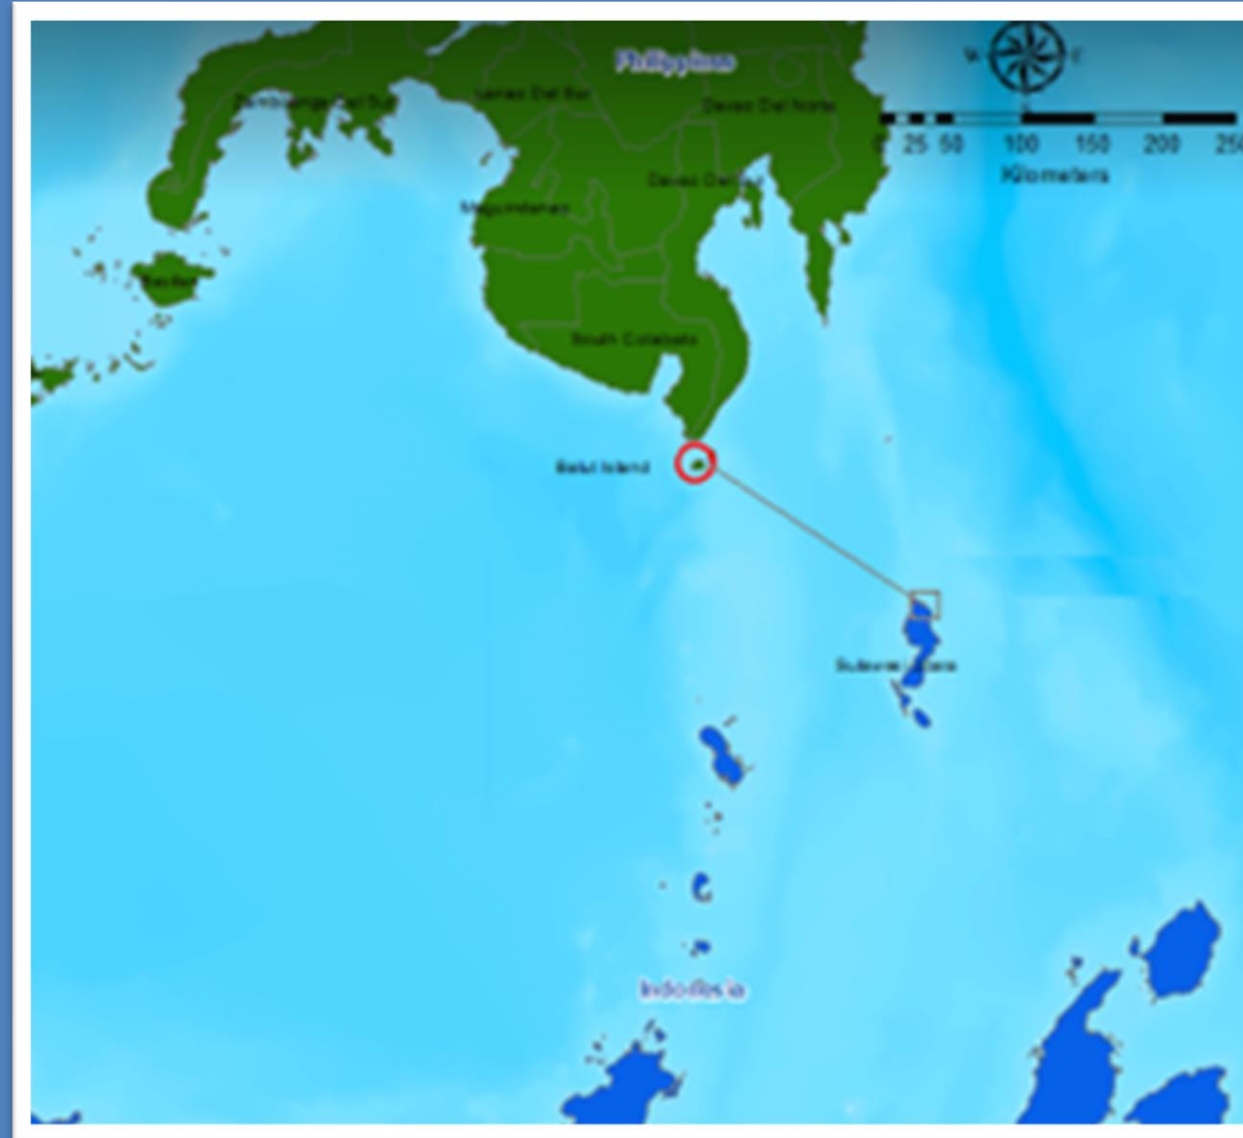 Philippines
W E
Zamboanga Del Sur
Lanao Del Sur
Davao Del Norte
0 25 50 100 150 200 250
Kilometers
Davao Del Sur
Maguindanao
Basilan
South Cotabato
Balut Island
Indonesia